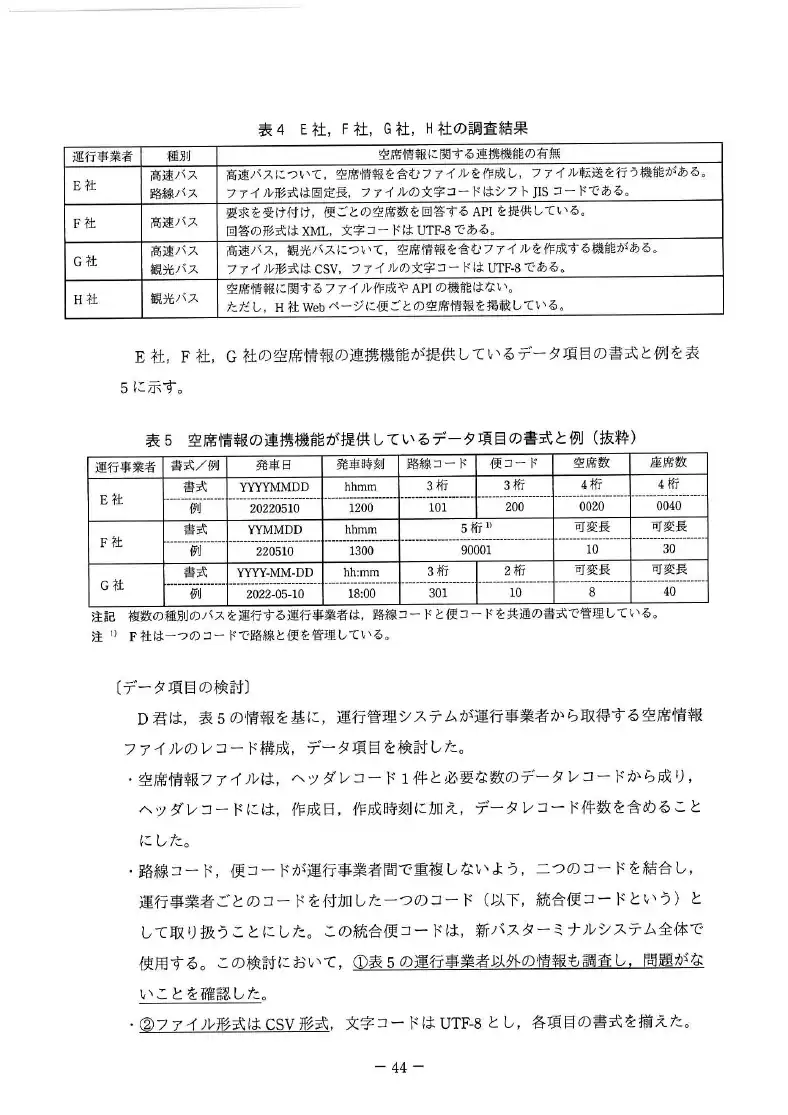 表4 E社，F社，G社，H社の調査結果
運行事業者 種別 空席情報に関する連携機能の有無
E社 高速バス 路線バス 高速バスについて，空席情報を含むファイルを作成し，ファイル転送を行う機能がある。
ファイル形式は固定長，ファイルの文字コードはシフト JIS コードである。
F社 高速バス 要求を受け付け，便ごとの空席数を回答する API を提供している。
回答の形式は XML，文字コードは UTF-8 である。
G社 高速バス 観光バス 高速バス，観光バスについて，空席情報を含むファイルを作成する機能がある。
ファイル形式は CSV，ファイルの文字コードは UTF-8 である。
H社 観光バス 空席情報に関するファイル作成や API の機能はない。
ただし，H 社 Web ページに便ごとの空席情報を掲載している。
E 社，F 社，G 社の空席情報の連携機能が提供しているデータ項目の書式と例を表
5 に示す。
表5 空席情報の連携機能が提供しているデータ項目の書式と例（抜粋）
運行事業者 書式／例 発車日 発車時刻 路線コード 便コード 空席数 座席数
E社 書式 YYYYMMDD hhmm 3桁 3桁 4桁 4桁
例 20220510 1200 101 200 0020 0040
F社 書式 YYMMDD hhmm 5桁 1) 可変長 可変長
例 220510 1300 90001 10 30
G社 書式 YYYY-MM-DD hh:mm 3桁 2桁 可変長 可変長
例 2022-05-10 18:00 301 10 8 40
注記 複数の種別のバスを運行する運行事業者は，路線コードと便コードを共通の書式で管理している。
注 1) F 社は一つのコードで路線と便を管理している。
〔データ項目の検討〕
D 君は，表 5 の情報を基に，運行管理システムが運行事業者から取得する空席情報
ファイルのレコード構成，データ項目を検討した。
・空席情報ファイルは，ヘッダレコード 1 件と必要な数のデータレコードから成り，
ヘッダレコードには，作成日，作成時刻に加え，データレコード件数を含めること
にした。
・路線コード，便コードが運行事業者間で重複しないよう，二つのコードを結合し，
運行事業者ごとのコードを付加した一つのコード（以下，統合便コードという）と
して取り扱うことにした。この統合便コードは，新バスターミナルシステム全体で
使用する。この検討において，①表 5 の運行事業者以外の情報も調査し，問題がな
いことを確認した。
・②ファイル形式は CSV 形式，文字コードは UTF-8 とし，各項目の書式を揃えた。
－ 44 －